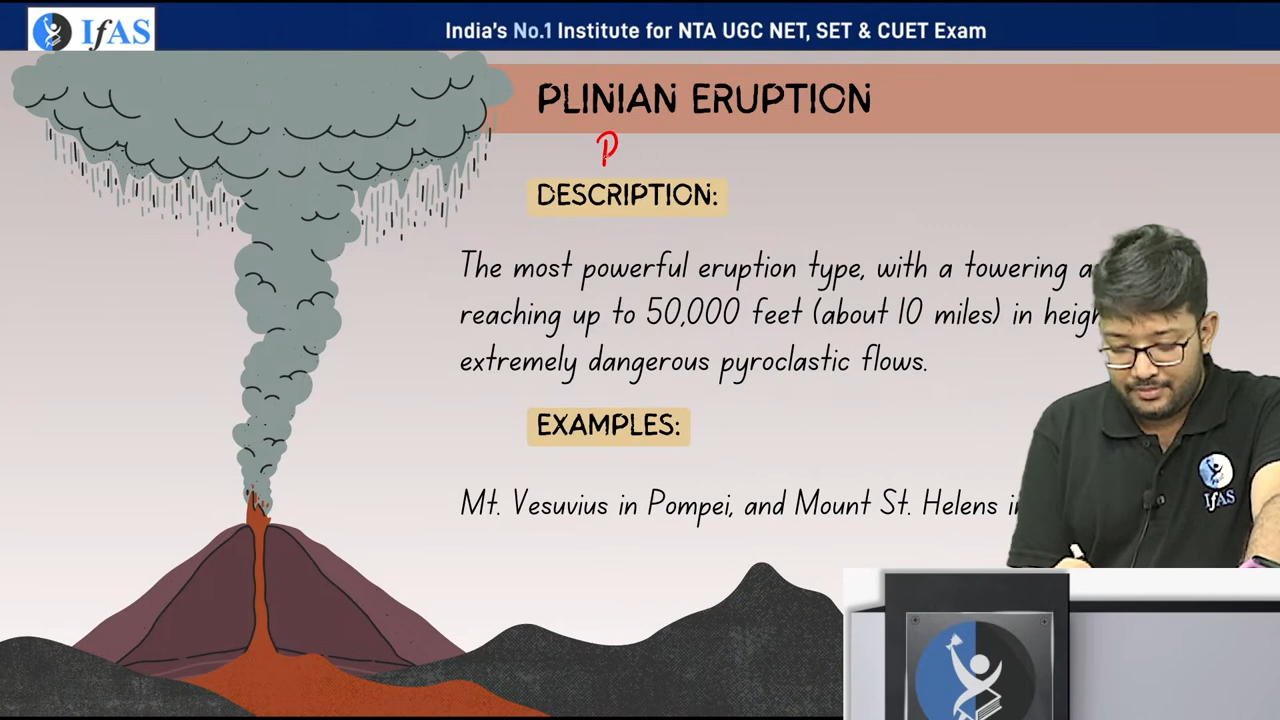 IfAS
India's No.1 Institute for NTA UGC NET, SET & CUET Exam
PLINIAN ERUPTION
P
DESCRIPTION:
The most powerful eruption type, with a towering
reaching up to 50,000 feet (about 10 miles) in
extremely dangerous pyroclastic flows.
EXAMPLES:
Mt. Vesuvius in Pompei, and Mount St. Helens
IfAS